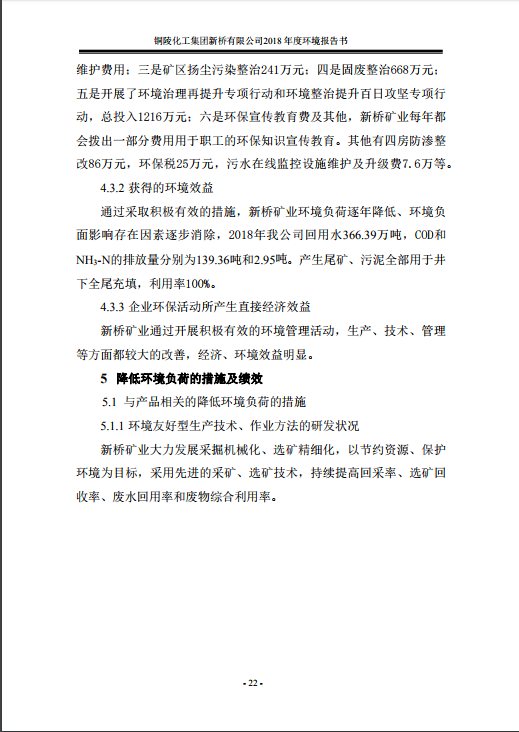 铜陵化工集团新桥有限公司2018 年度环境报告书
维护费用；三是矿区扬尘污染整治241万元；四是固废整治668万元；
五是开展了环境治理再提升专项行动和环境整治提升百日攻坚专项行
动，总投入1216万元；六是环保宣传教育费及其他，新桥矿业每年都
会拨出一部分费用用于职工的环保知识宣传教育。其他有四房防渗整
改86万元，环保税25万元，污水在线监控设施维护及升级费7.6万等。
4.3.2 获得的环境效益
通过采取积极有效的措施，新桥矿业环境负荷逐年降低、环境负
面影响存在因素逐步消除，2018年我公司回用水366.39万吨，COD和
NH₃-N的排放量分别为139.36吨和2.95吨。产生尾矿、污泥全部用于井
下全尾充填，利用率100%。
4.3.3 企业环保活动所产生直接经济效益
新桥矿业通过开展积极有效的环境管理活动，生产、技术、管理
等方面都较大的改善，经济、环境效益明显。
5 降低环境负荷的措施及绩效
5.1 与产品相关的降低环境负荷的措施
5.1.1 环境友好型生产技术、作业方法的研发状况
新桥矿业大力发展采掘机械化、选矿精细化，以节约资源、保护
环境为目标，采用先进的采矿、选矿技术，持续提高回采率、选矿回
收率、废水回用率和废物综合利用率。
- 22 -